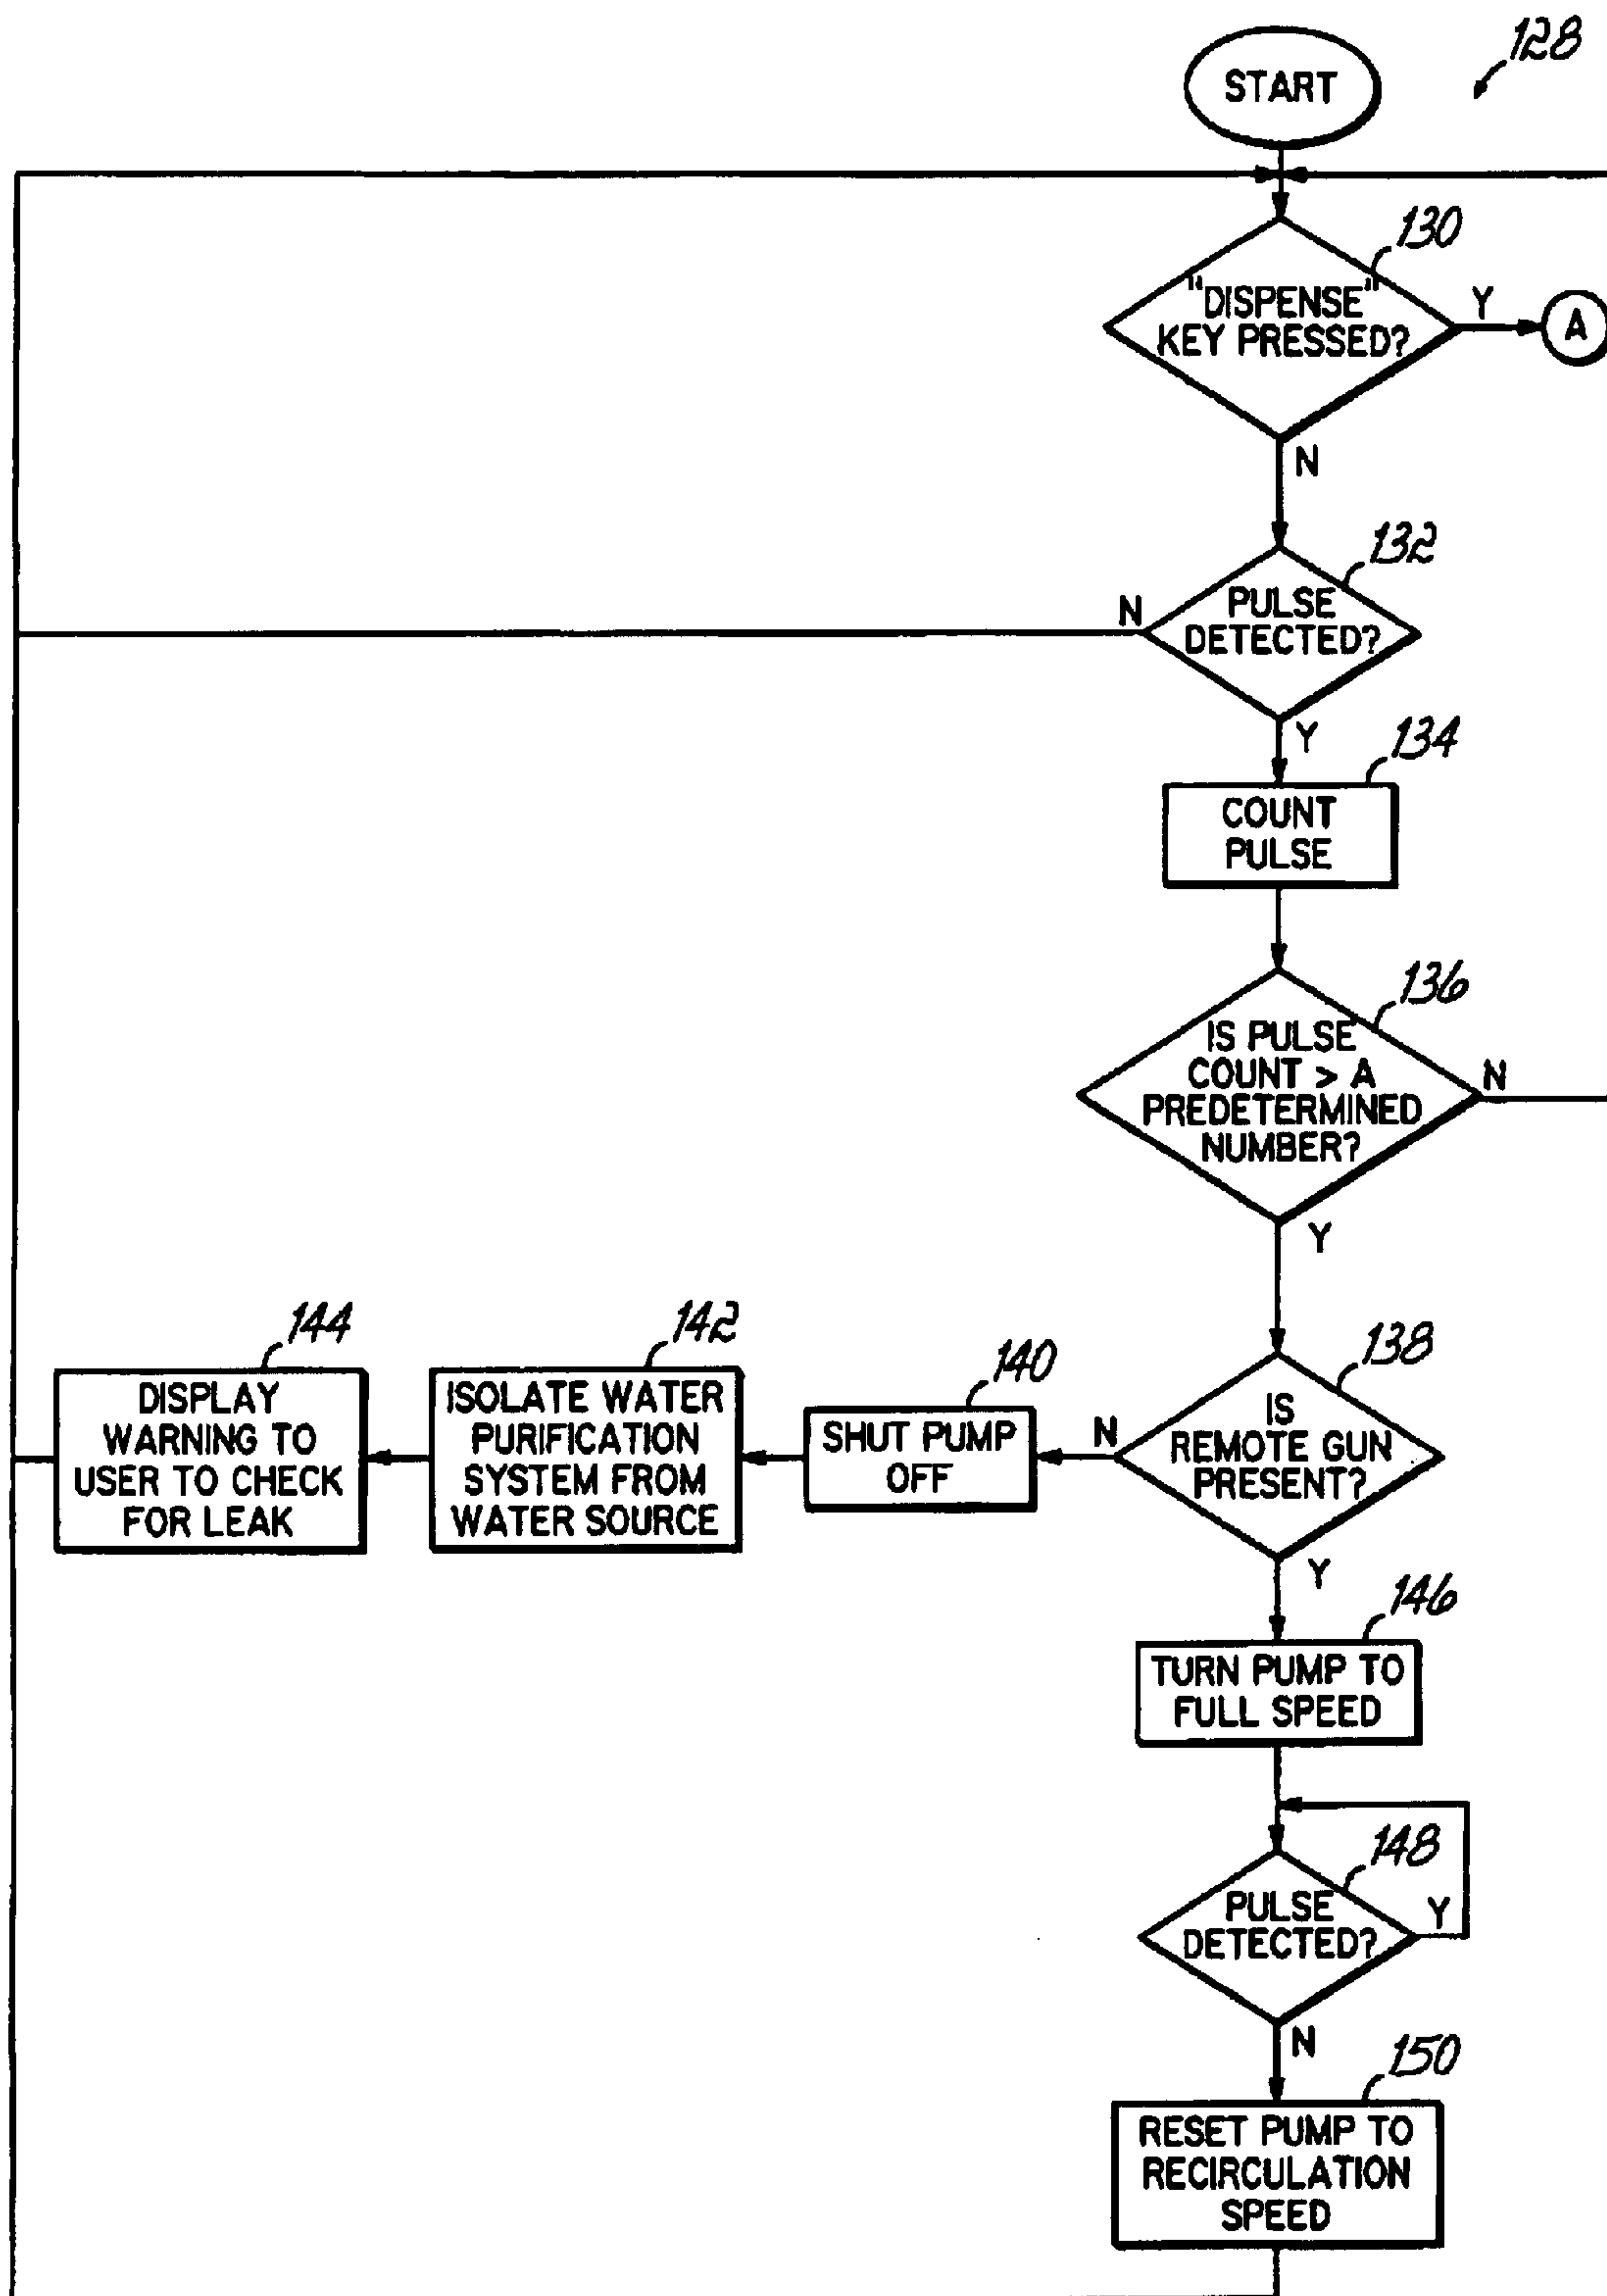 128
START
130
"DISPENSE"
KEY PRESSED?
Y
A
N
132
PULSE
DETECTED?
N
Y
134
COUNT
PULSE
136
IS PULSE
COUNT > A
PREDETERMINED
NUMBER?
N
Y
138
IS
REMOTE GUN
PRESENT?
N
140
SHUT PUMP
OFF
142
ISOLATE WATER
PURIFICATION
SYSTEM FROM
WATER SOURCE
144
DISPLAY
WARNING TO
USER TO CHECK
FOR LEAK
Y
146
TURN PUMP TO
FULL SPEED
148
PULSE
DETECTED?
Y
N
150
RESET PUMP TO
RECIRCULATION
SPEED